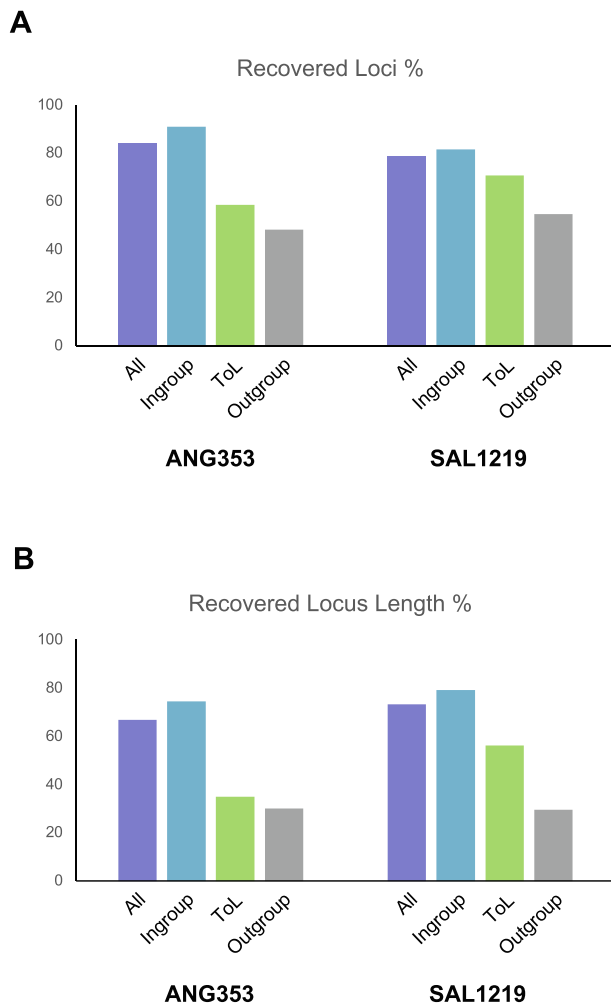 A
Recovered Loci %
100
80
60
40
20
0
All Ingroup ToL Outgroup All Ingroup ToL Outgroup
ANG353 SAL1219
B
Recovered Locus Length %
100
80
60
40
20
0
All Ingroup ToL Outgroup All Ingroup ToL Outgroup
ANG353 SAL1219